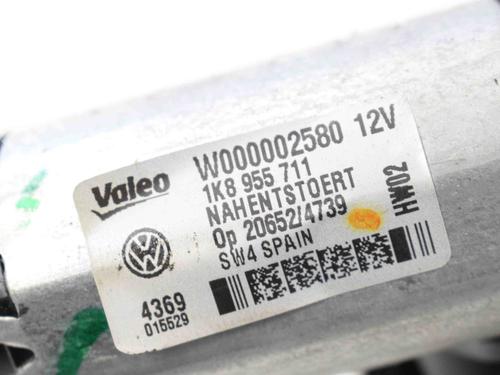 Valeo
W000002580 12V
1K8 955 711
NAHENTSTOERT
Op 20652/4739
SW4 SPAIN
HW02
4369
015529